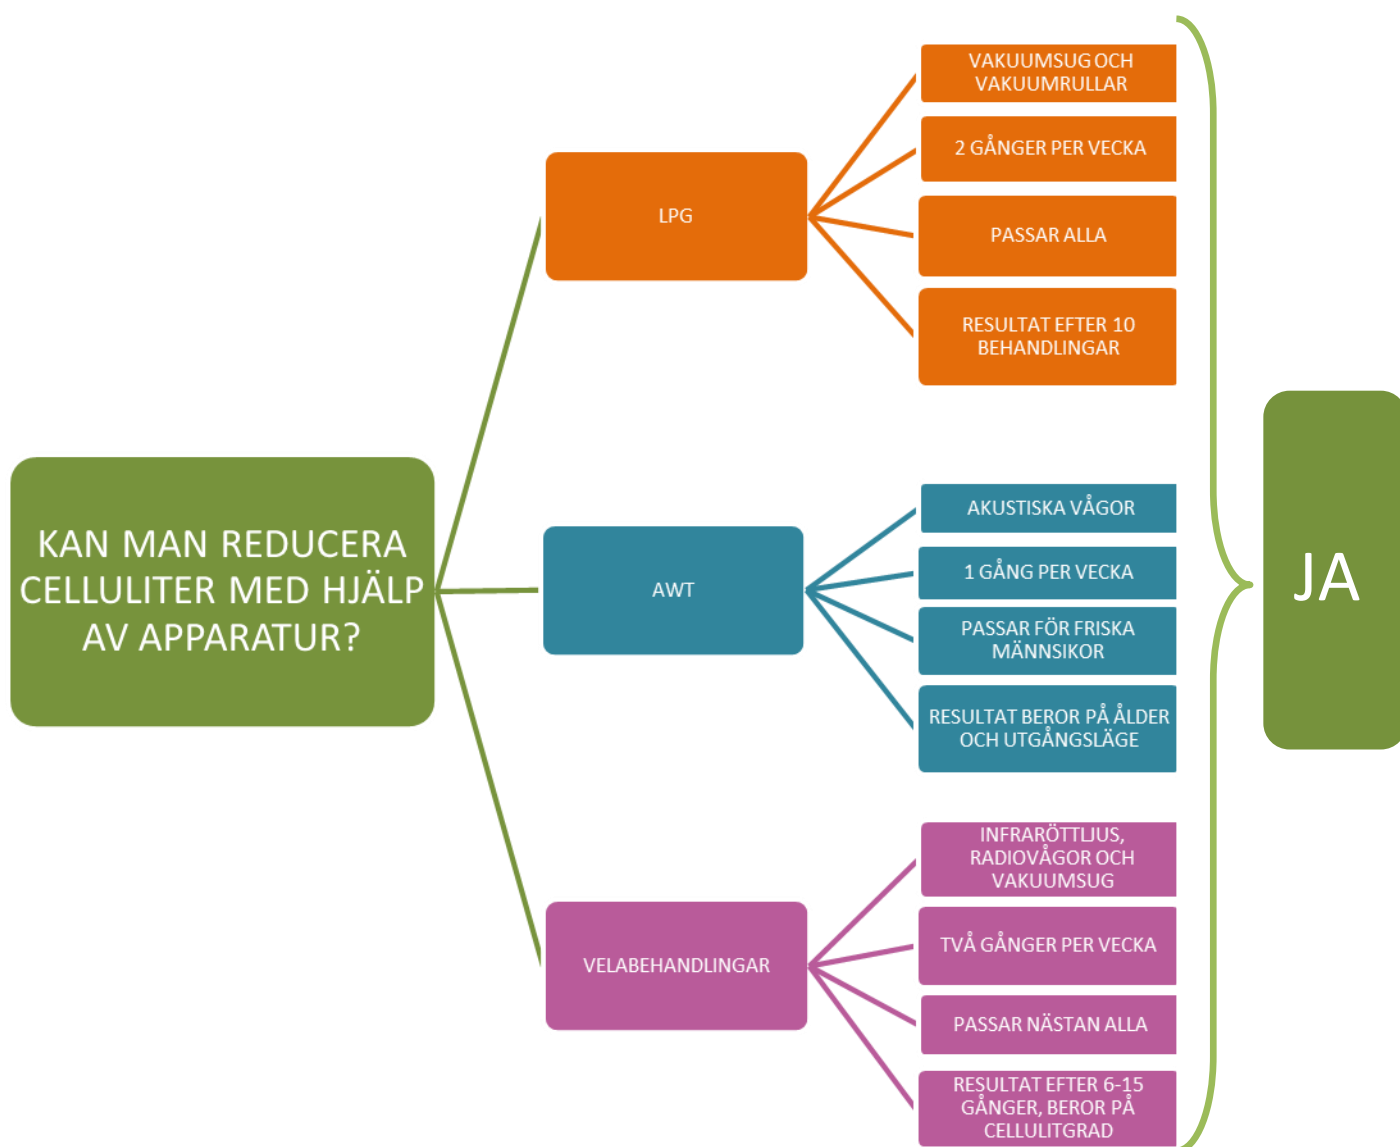 KAN MAN REDUCERA
CELLULITER MED HJÄLP
AV APPARATUR?
LPG
VAKUUMSUG OCH
VAKUUMRULLAR
2 GÅNGER PER VECKA
PASSAR ALLA
RESULTAT EFTER 10
BEHANDLINGAR
AWT
AKUSTISKA VÅGOR
1 GÅNG PER VECKA
PASSAR FÖR FRISKA
MÄNNSIKOR
RESULTAT BEROR PÅ ÅLDER
OCH UTGÅNGSLÄGE
VELABEHANDLINGAR
INFRARÖTTLJUS,
RADIOVÅGOR OCH
VAKUUMSUG
TVÅ GÅNGER PER VECKA
PASSAR NÄSTAN ALLA
RESULTAT EFTER 6-15
GÅNGER, BEROR PÅ
CELLULITGRAD
JA